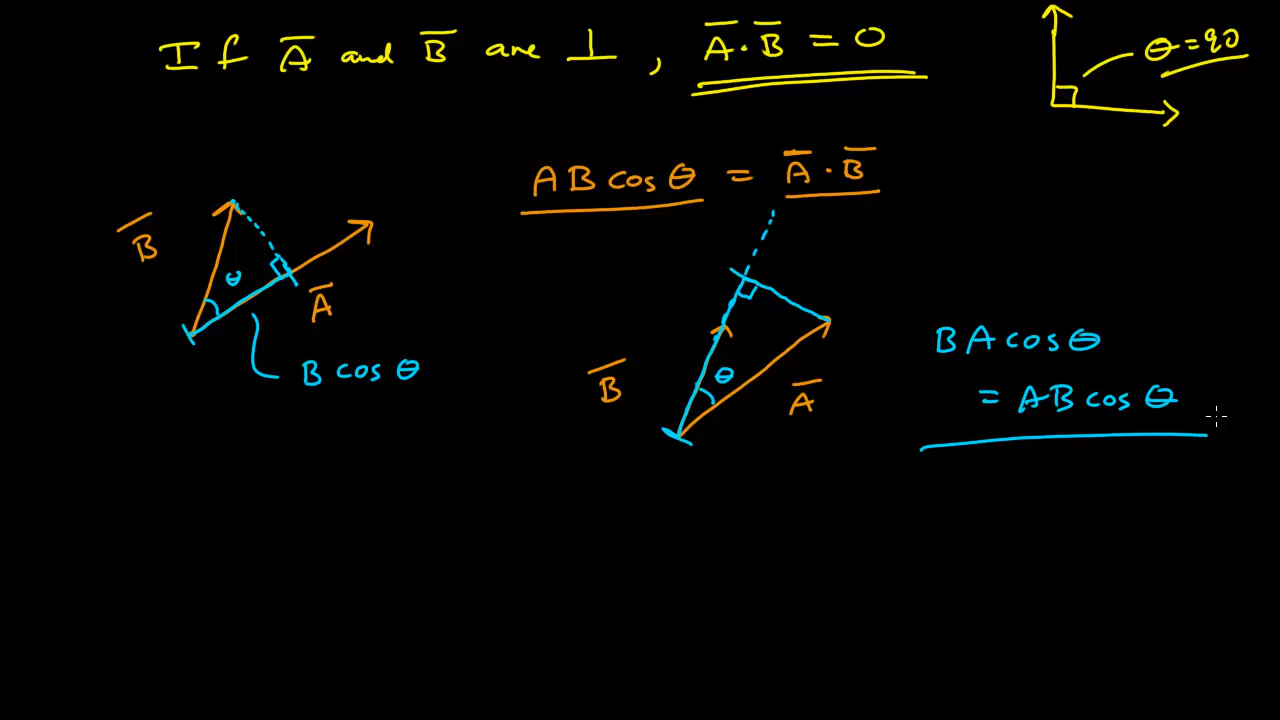 If A̅ and B̅ are ⊥, A̅ · B̅ = 0
θ = 90
AB cos θ = A̅ · B̅
B̅
θ
A̅
B cos θ
B̅
θ
A̅
BA cos θ
= AB cos θ